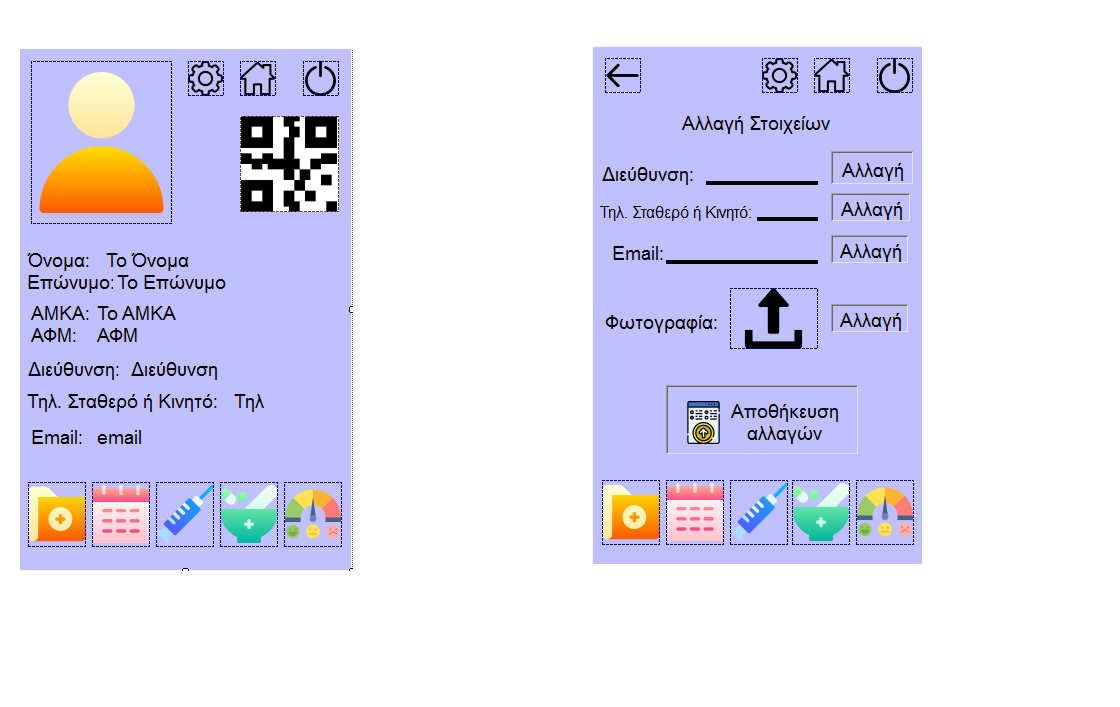 Όνομα: Το Όνομα
Επώνυμο: Το Επώνυμο
ΑΜΚΑ: Το ΑΜΚΑ
ΑΦΜ: ΑΦΜ
Διεύθυνση: Διεύθυνση
Τηλ. Σταθερό ή Κινητό: Τηλ
Email: email
Αλλαγή Στοιχείων
Διεύθυνση: Αλλαγή
Τηλ. Σταθερό ή Κινητό: Αλλαγή
Email: Αλλαγή
Φωτογραφία: Αλλαγή
Αποθήκευση
αλλαγών